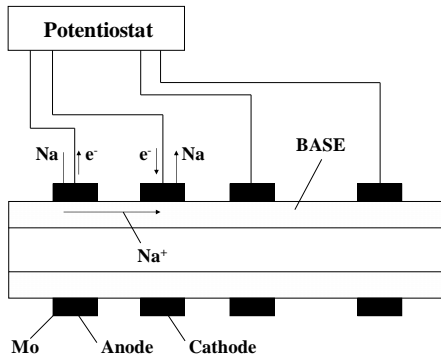 Potentiostat
Na e- e- Na
BASE
Na+
Mo Anode Cathode